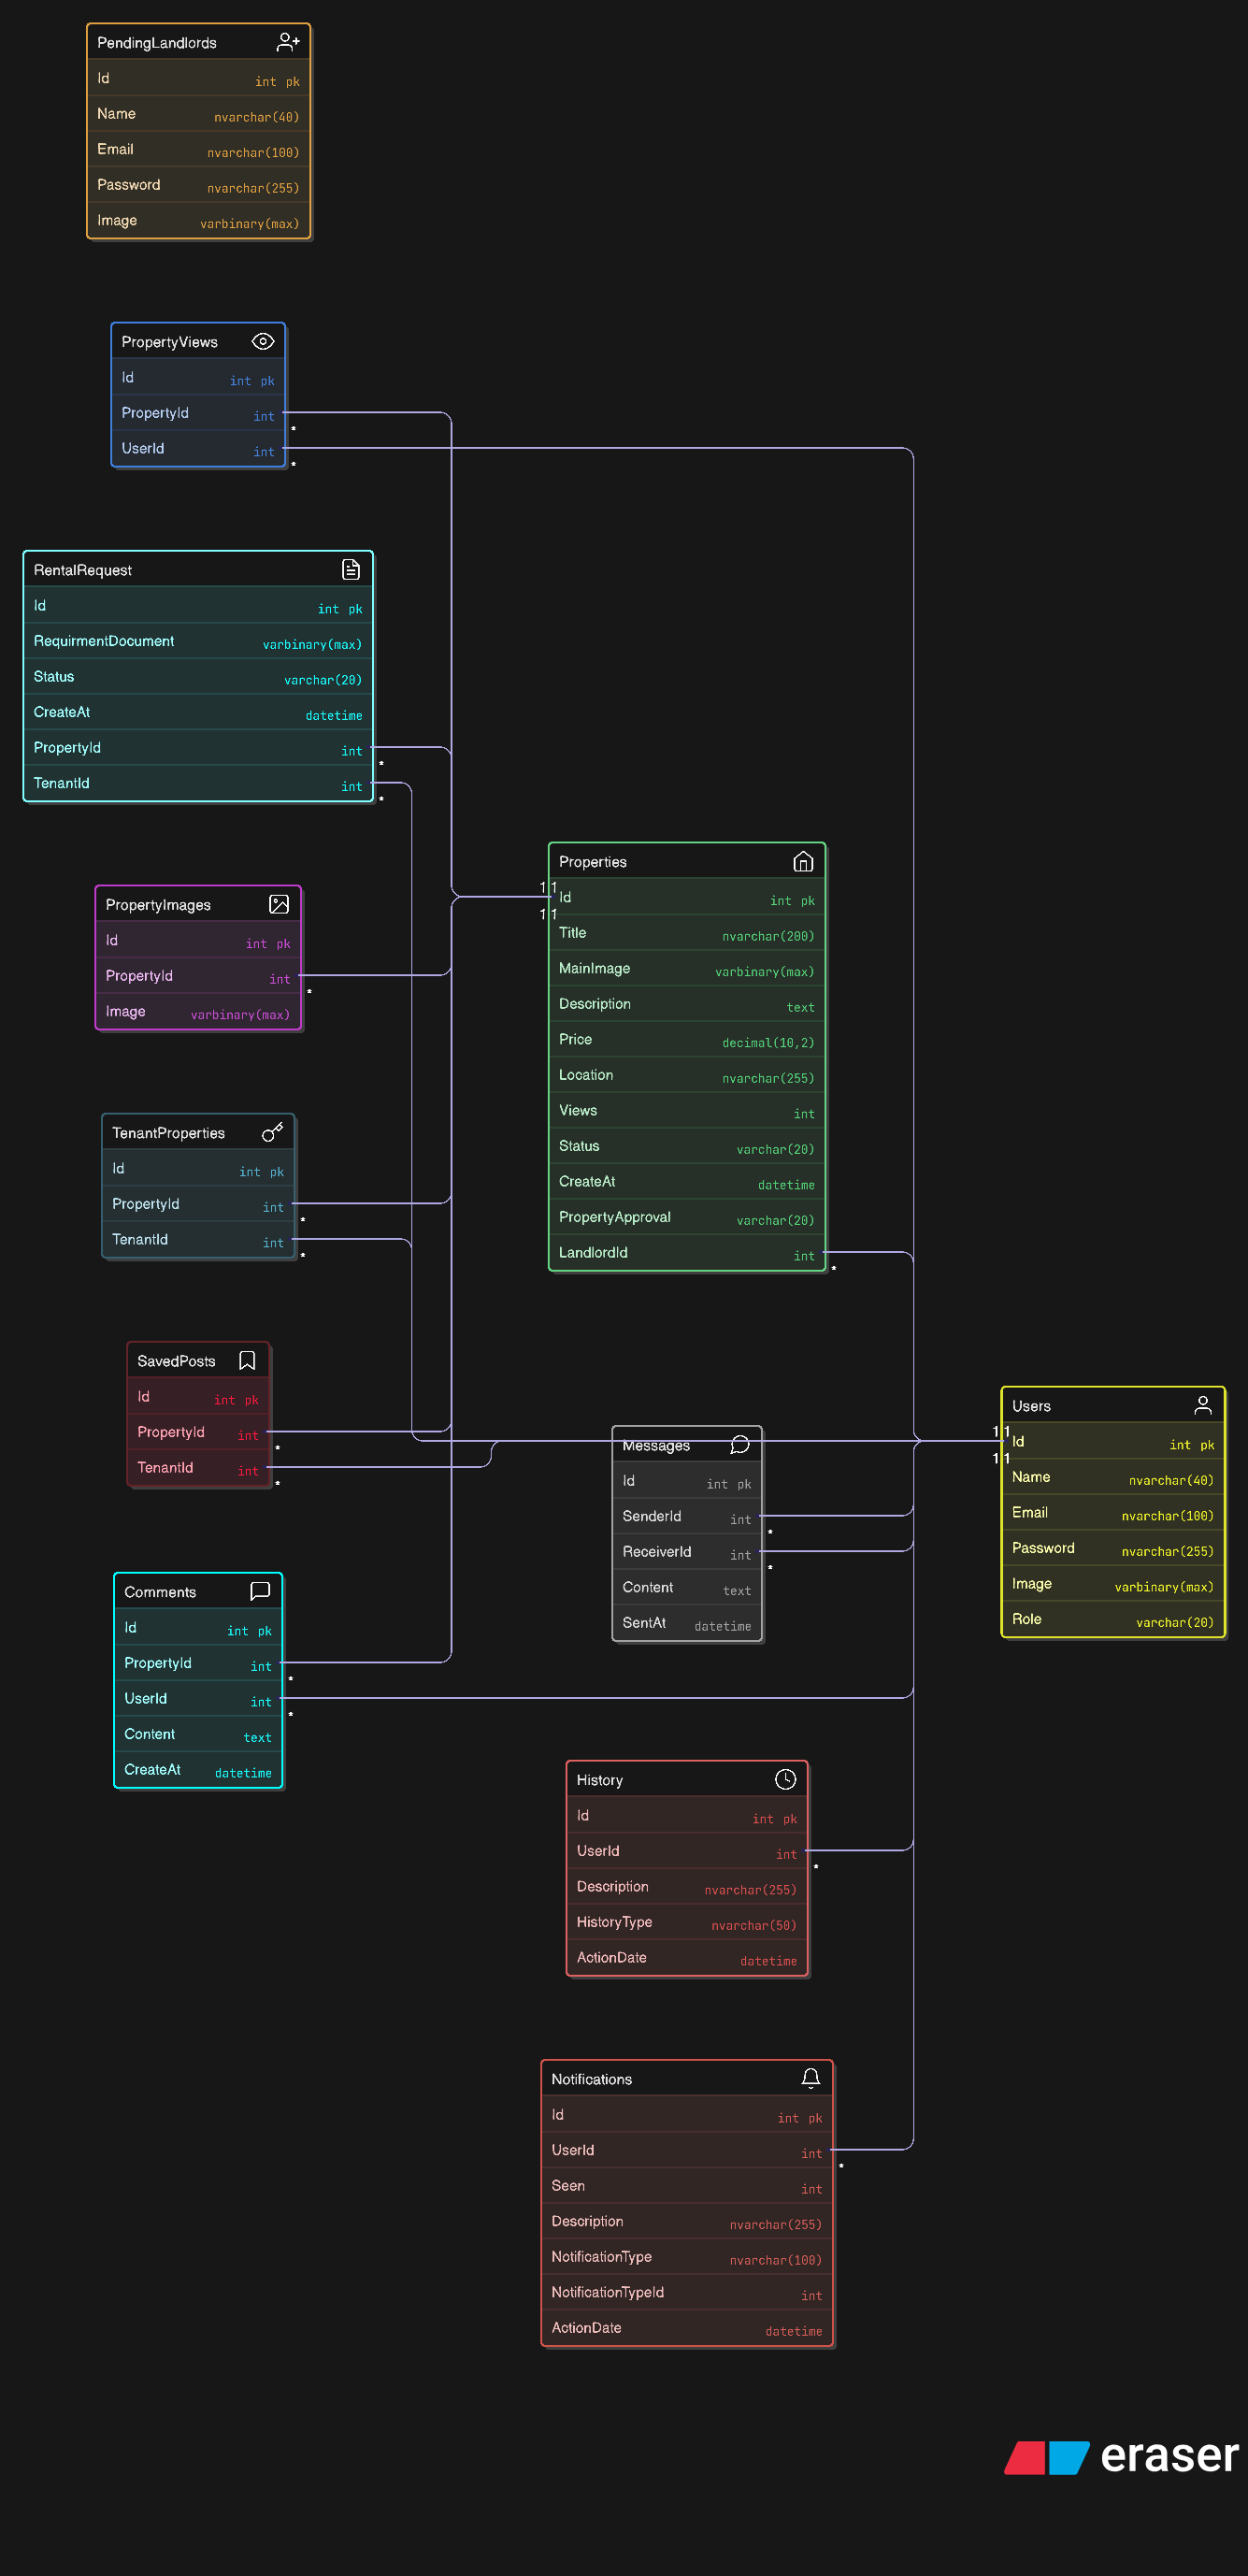 PendingLandlords
Id int pk
Name nvarchar(40)
Email nvarchar(100)
Password nvarchar(255)
Image varbinary(max)
PropertyViews
Id int pk
PropertyId int
*
UserId int
*
RentalRequest
Id int pk
RequirmentDocument varbinary(max)
Status varchar(20)
CreateAt datetime
PropertyId int
*
TenantId int
*
PropertyImages
Id int pk
PropertyId int
*
Image varbinary(max)
TenantProperties
Id int pk
PropertyId int
*
TenantId int
*
SavedPosts
Id int pk
PropertyId int
*
TenantId int
*
Comments
Id int pk
PropertyId int
*
UserId int
*
Content text
CreateAt datetime
Properties
1 1
Id int pk
1 1
Title nvarchar(200)
MainImage varbinary(max)
Description text
Price decimal(10,2)
Location nvarchar(255)
Views int
Status varchar(20)
CreateAt datetime
PropertyApproval varchar(20)
LandlordId int
*
Messages
Id int pk
SenderId int
*
ReceiverId int
*
Content text
SentAt datetime
History
Id int pk
UserId int
*
Description nvarchar(255)
HistoryType nvarchar(50)
ActionDate datetime
Notifications
Id int pk
UserId int
*
Seen int
Description nvarchar(255)
NotificationType nvarchar(100)
NotificationTypeId int
ActionDate datetime
Users
1 1
Id int pk
1 1
Name nvarchar(40)
Email nvarchar(100)
Password nvarchar(255)
Image varbinary(max)
Role varchar(20)
eraser